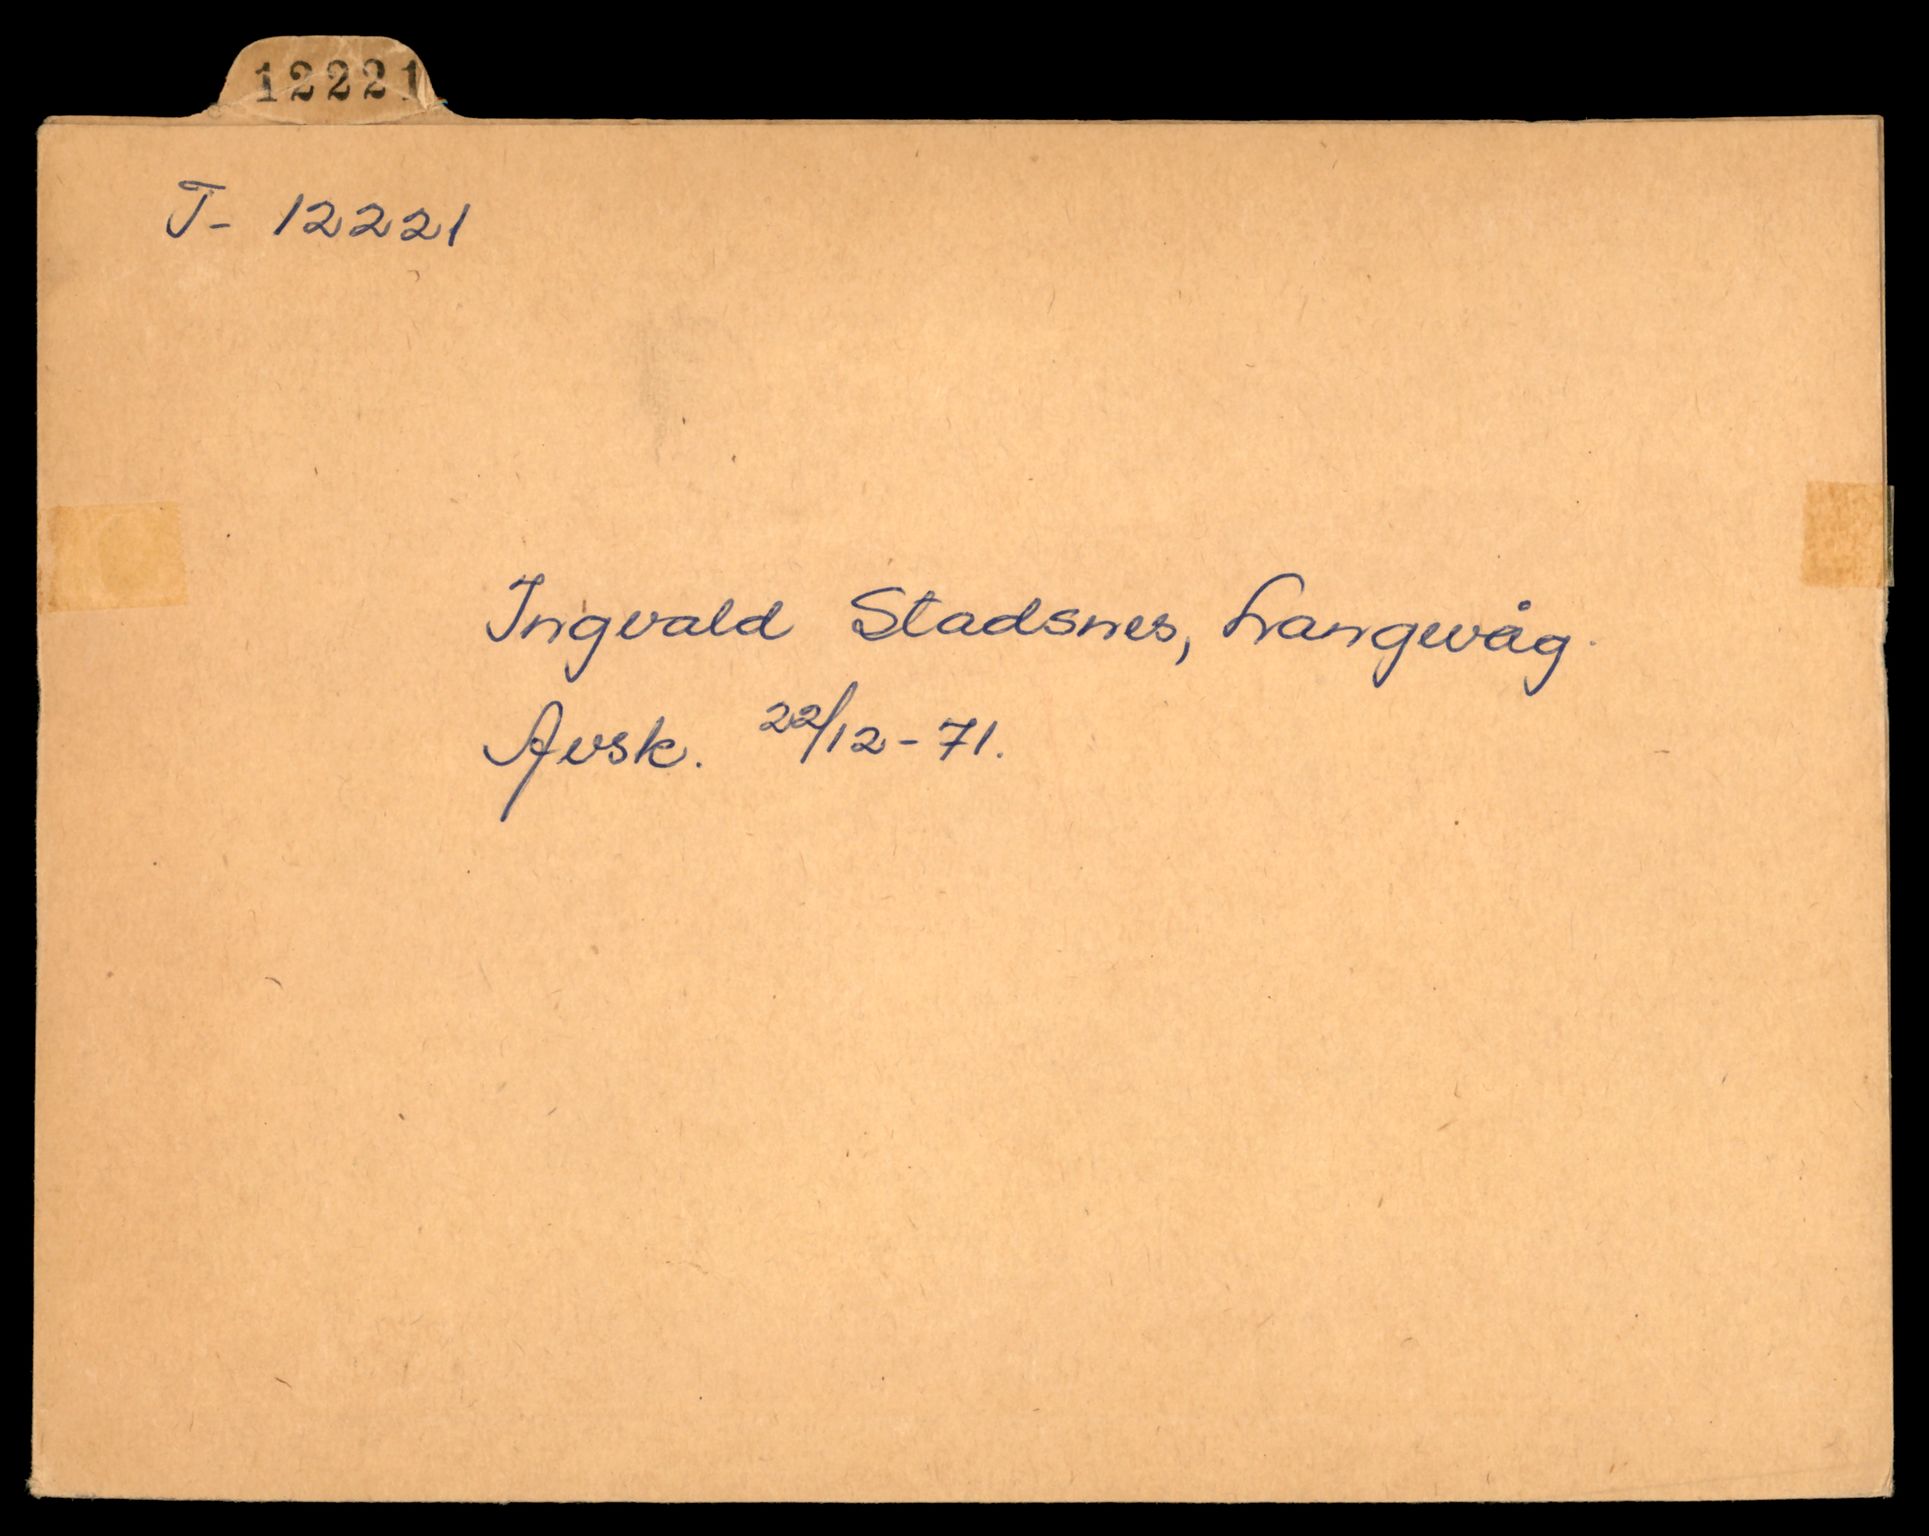 12221
T- 12221
Ingvald Stadsnes, Langevåg.
Avsk. 22/12-71.